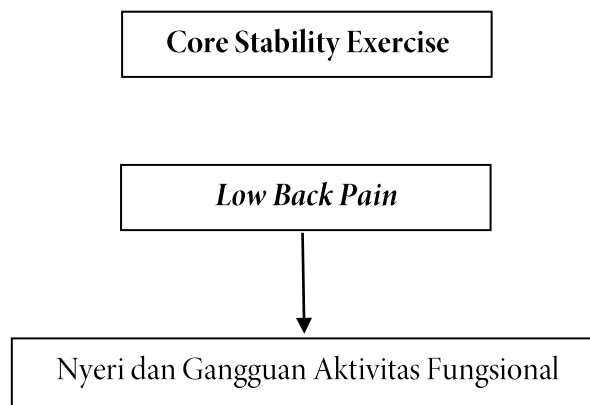 Core Stability Exercise
Low Back Pain
Nyeri dan Gangguan Aktivitas Fungsional